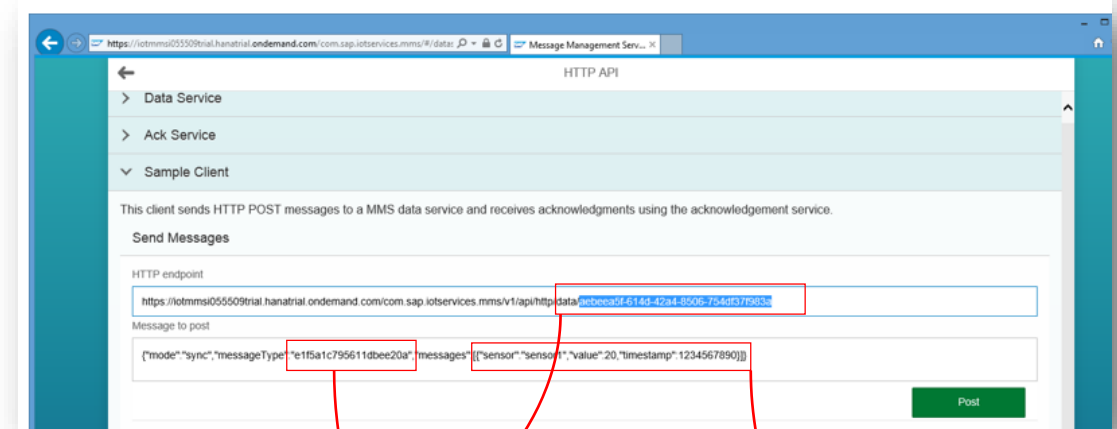 https://iotmmsi055509trial.hanatrial.ondemand.com/com.sap.iotservices.mms/#/data:
Message Management Serv...
HTTP API
Data Service
Ack Service
Sample Client
This client sends HTTP POST messages to a MMS data service and receives acknowledgments using the acknowledgement service.
Send Messages
HTTP endpoint
https://iotmmsi055509trial.hanatrial.ondemand.com/com.sap.iotservices.mms/v1/api/http/data/aebeea5f-614d-42a4-8506-754df37f983a
Message to post
{"mode":"sync","messageType":"e1f5a1c795611dbee20a","messages":[{"sensor":"sensor1","value":20,"timestamp":1234567890}]}
Post